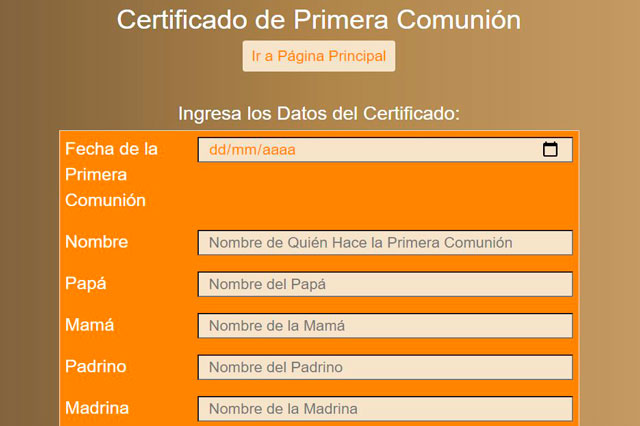 Certificado de Primera Comunión
Ir a Página Principal
Ingresa los Datos del Certificado:
Fecha de la dd/mm/aaaa
Primera
Comunión
Nombre Nombre de Quién Hace la Primera Comunión
Papá Nombre del Papá
Mamá Nombre de la Mamá
Padrino Nombre del Padrino
Madrina Nombre de la Madrina